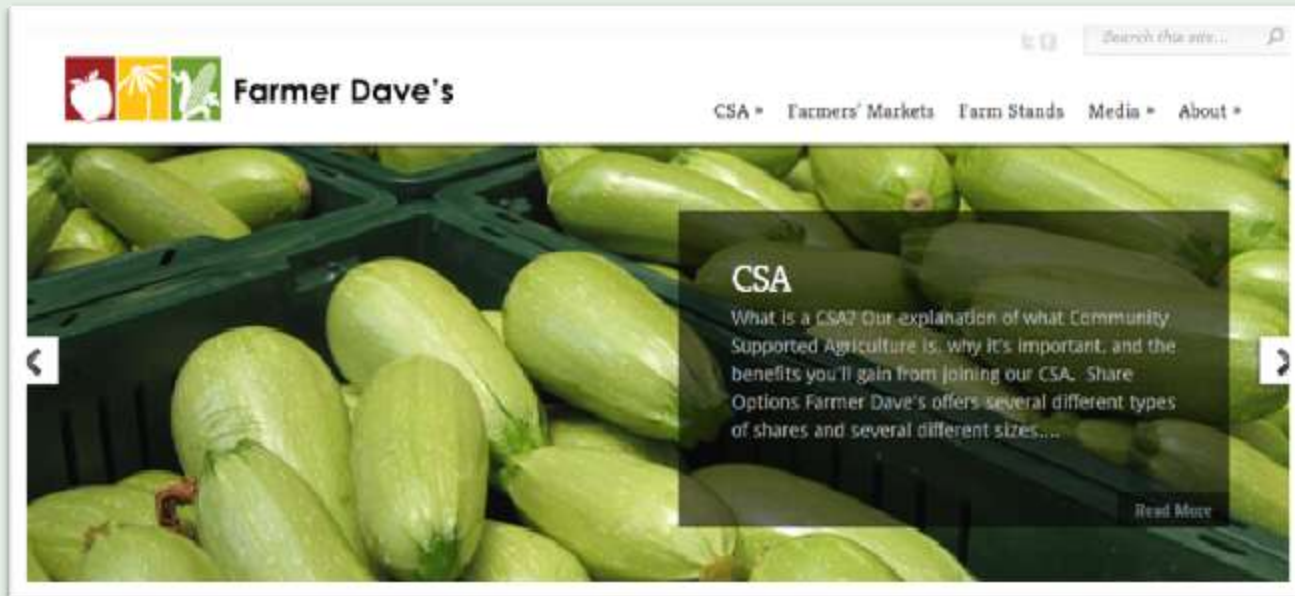 Search this site...
Farmer Dave's
CSA » Farmers' Markets Farm Stands Media » About »
CSA
What is a CSA? Our explanation of what Community
Supported Agriculture is, why it's important, and the
benefits you'll gain from joining our CSA. Share
Options Farmer Dave's offers several different types
of shares and several different sizes....
Read More